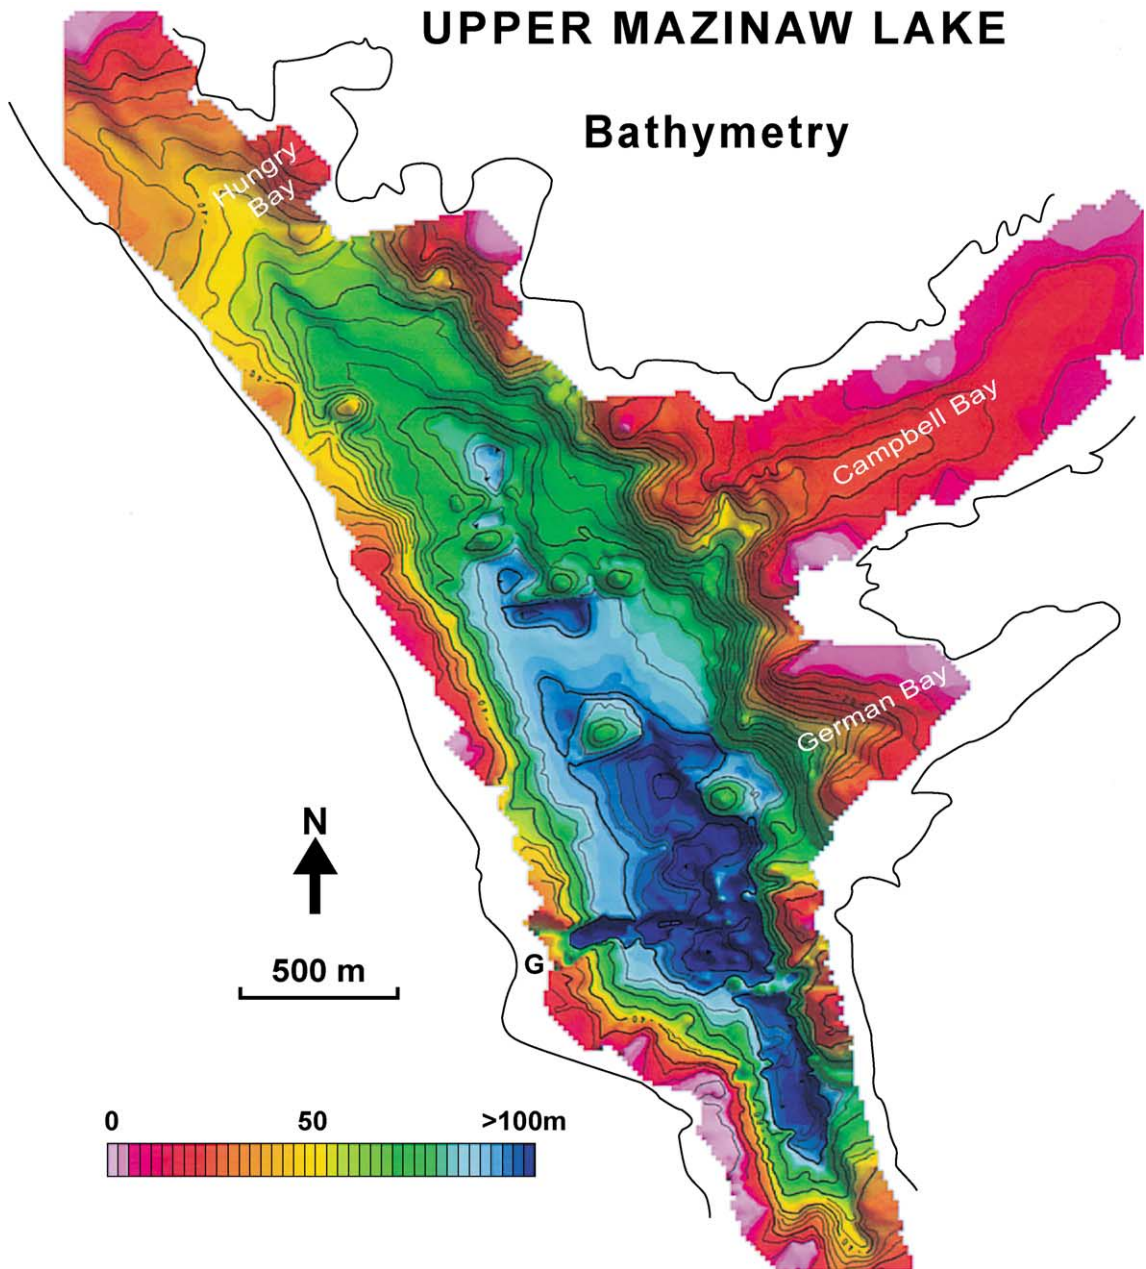 UPPER MAZINAW LAKE
Bathymetry
Hungry
Bay
Campbell Bay
German Bay
N
500 m
G
0 50 >100m